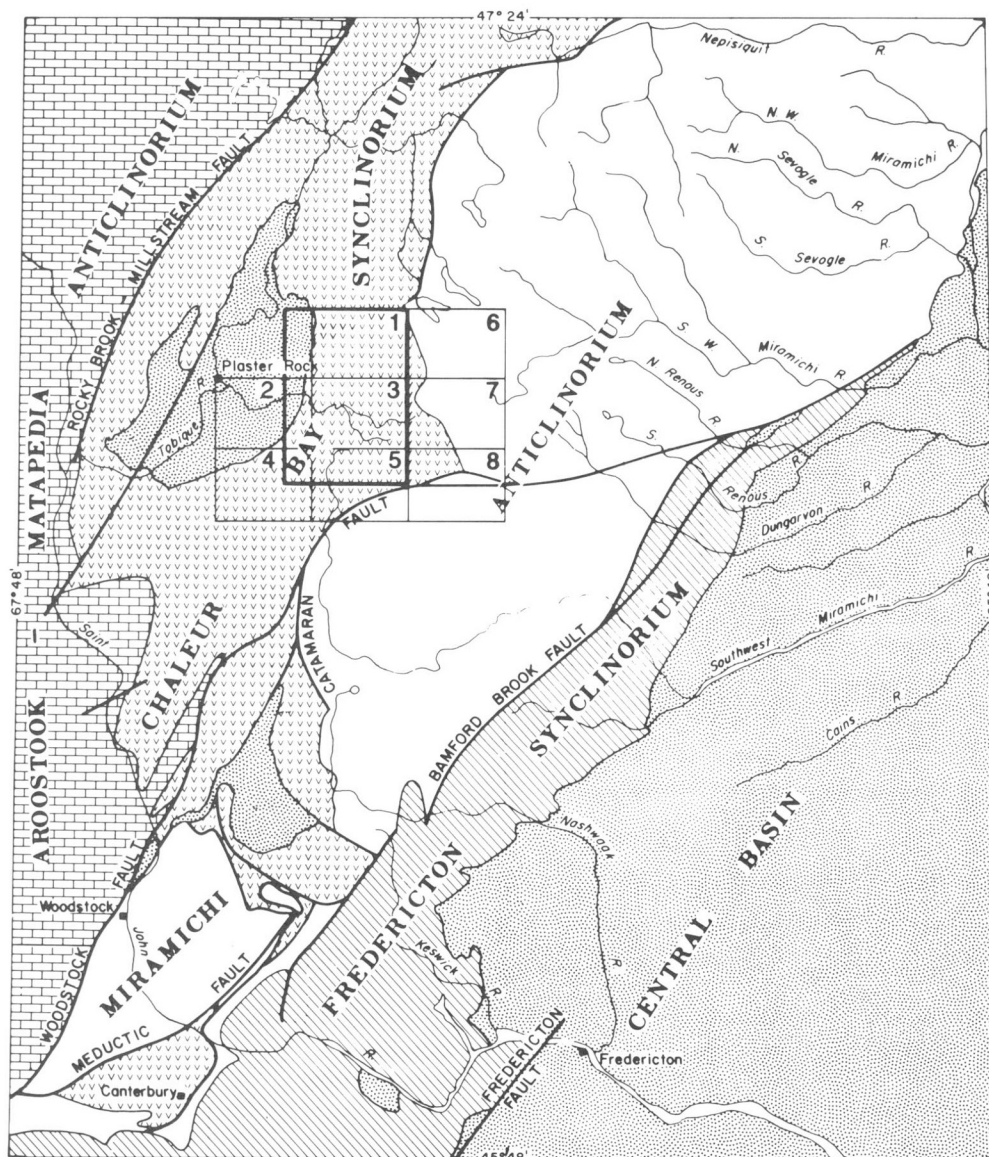 47° 24'
Nepisiquit R.
N. W. Miramichi R.
N. Sevogle R.
S. Sevogle R.
ANTICLINORIUM
SYNCLINORIUM
ROCKY BROOK - MILLSTREAM FAULT
1
6
S. W. Miramichi R.
Plaster Rock
2
3
7
N Renous R.
S.
Tobique R.
4
BAY
5
8
ANTICLINORIUM
FAULT
Renous R.
Dungarvon R.
AROOSTOOK - MATAPEDIA
67° 48'
Saint
CHALEUR
CATAMARAN
Southwest Miramichi R.
BAMFORD BROOK FAULT
SYNCLINORIUM
Cains R.
Nashwaak R.
CENTRAL BASIN
WOODSTOCK FAULT
Woodstock
John
MIRAMICHI
FREDERICTON
Keswick R.
MEDUCTIC FAULT
R.
Fredericton
FREDERICTON FAULT
Canterbury
45° 48'